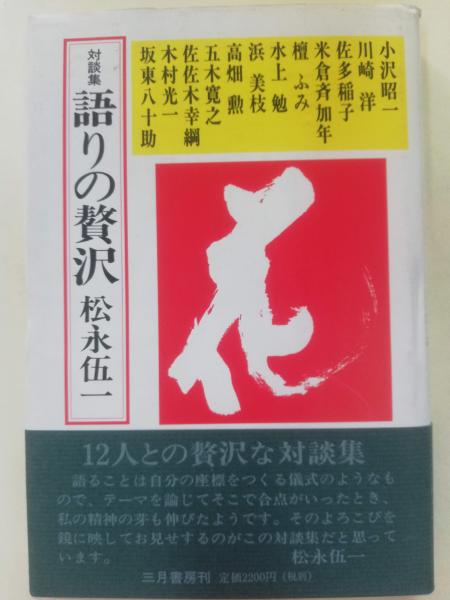 対談集
語りの贅沢
松永伍一
小沢昭一
川崎洋
佐多稲子
米倉斉加年
檀ふみ
水上勉
浜美枝
高畑勲
五木寛之
佐佐木幸綱
木村光一
坂東八十助
花
12人との贅沢な対談集
語ることは自分の座標をつくる儀式のようなも
ので、テーマを論じてそこで合点がいったとき、
私の精神の芽も伸びたようです。そのよろこびを
鏡に映してお見せするのがこの対談集だと思って
います。 松永伍一
三月書房刊 定価2200円(税別)